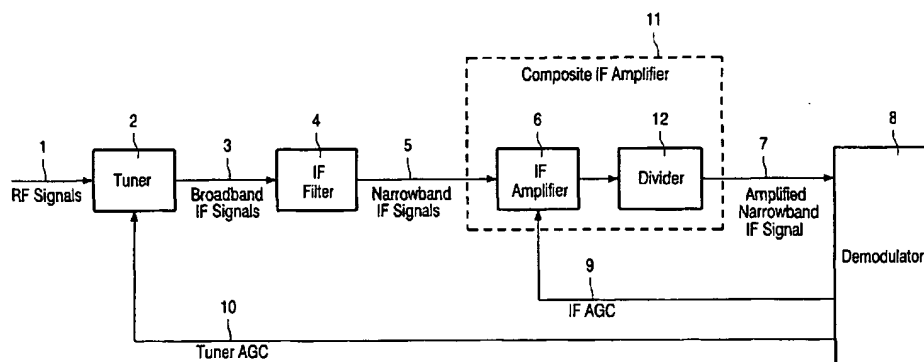 11
Composite IF Amplifier
1
2
3
4
5
6
12
7
8
RF Signals
Tuner
Broadband
IF Signals
IF
Filter
Narrowband
IF Signals
IF
Amplifier
Divider
Amplified
Narrowband
IF Signal
Demodulator
9
IF AGC
10
Tuner AGC